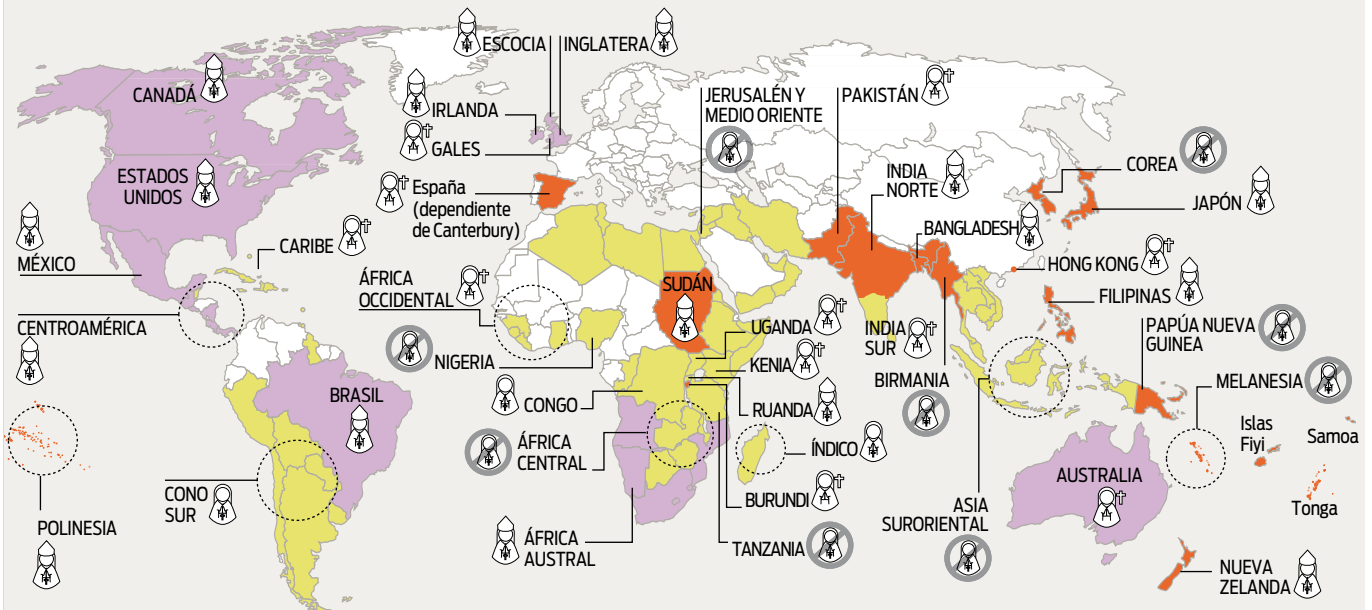 ESCOCIA
INGLATERA
CANADÁ
IRLANDA
GALES
JERUSALÉN Y
MEDIO ORIENTE
PAKISTÁN
ESTADOS
UNIDOS
España
(dependiente
de Canterbury)
INDIA
NORTE
COREA
JAPÓN
BANGLADESH
MÉXICO
CARIBE
ÁFRICA
OCCIDENTAL
SUDÁN
HONG KONG
FILIPINAS
CENTROAMÉRICA
NIGERIA
UGANDA
INDIA
SUR
PAPÚA NUEVA
GUINEA
KENIA
BIRMANIA
MELANESIA
BRASIL
CONGO
RUANDA
Islas
Fiyi
Samoa
ÁFRICA
CENTRAL
ÍNDICO
CONO
SUR
BURUNDI
AUSTRALIA
ASIA
SURORIENTAL
Tonga
POLINESIA
ÁFRICA
AUSTRAL
TANZANIA
NUEVA
ZELANDA